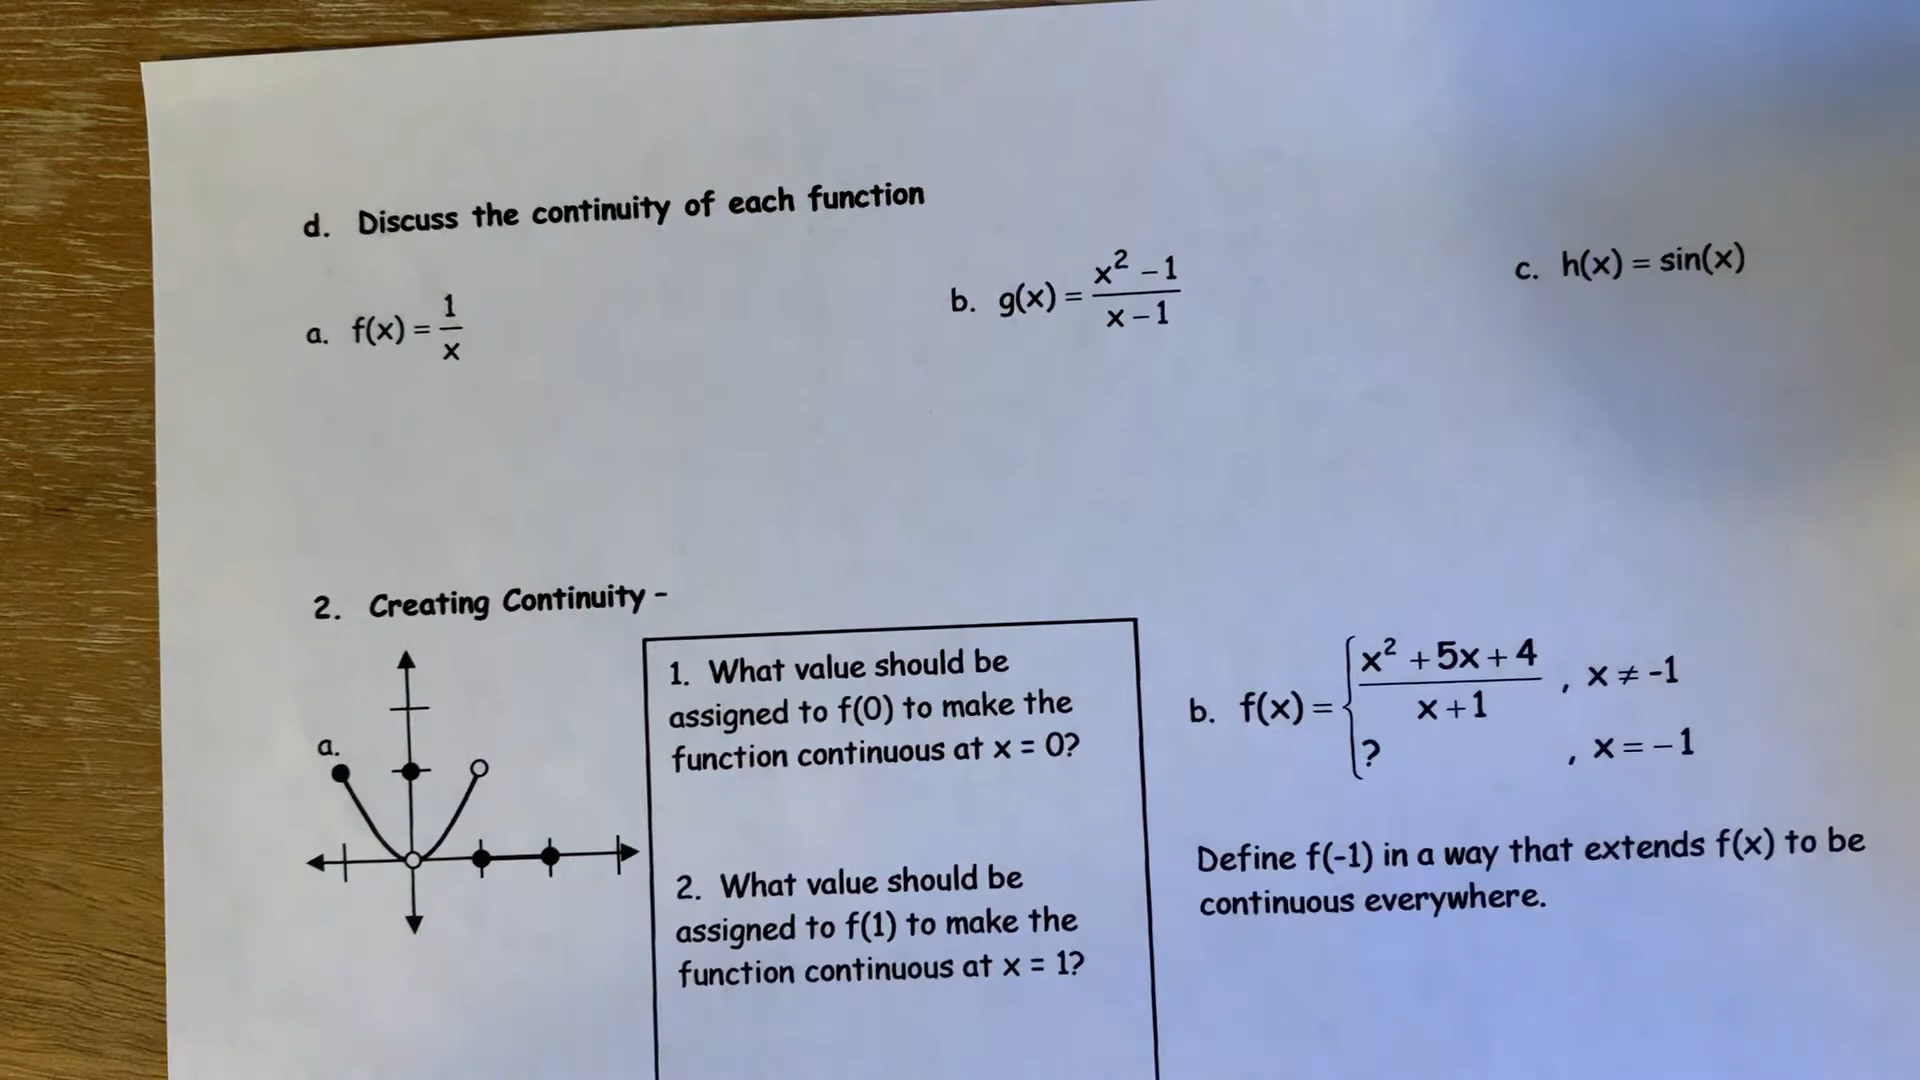 d. Discuss the continuity of each function
a. f(x) = 1/x
b. g(x) = (x² - 1)/(x - 1)
c. h(x) = sin(x)
2. Creating Continuity -
a.
1. What value should be
assigned to f(0) to make the
function continuous at x = 0?
2. What value should be
assigned to f(1) to make the
function continuous at x = 1?
b. f(x) = { (x² + 5x + 4)/(x + 1) , x ≠ -1
? , x = -1
Define f(-1) in a way that extends f(x) to be
continuous everywhere.